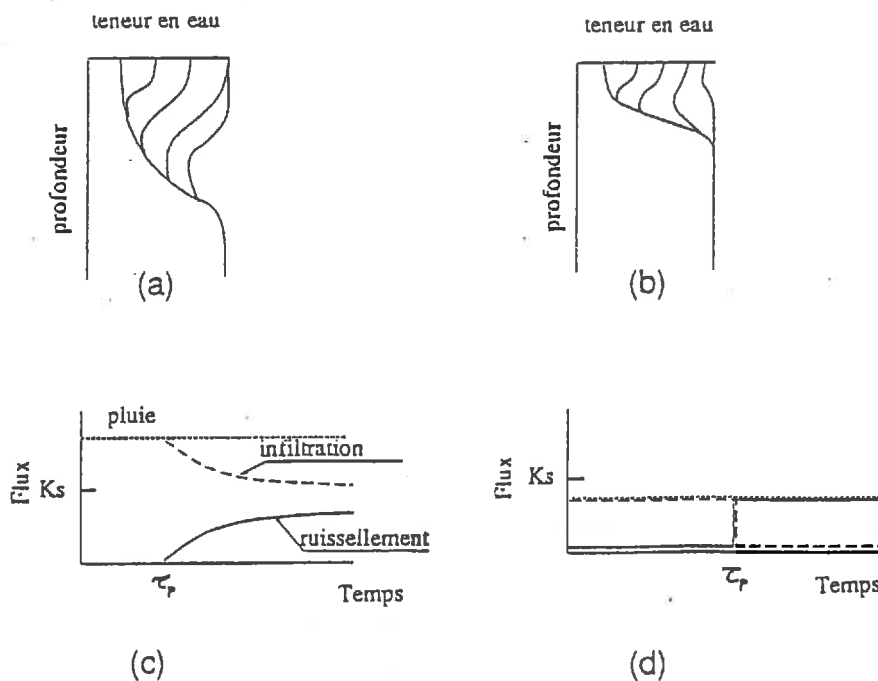 teneur en eau
teneur en eau
profondeur
profondeur
(a)
(b)
pluie
infiltration
Flux
Ks
ruissellement
τp
Temps
Flux
Ks
τp
Temps
(c)
(d)